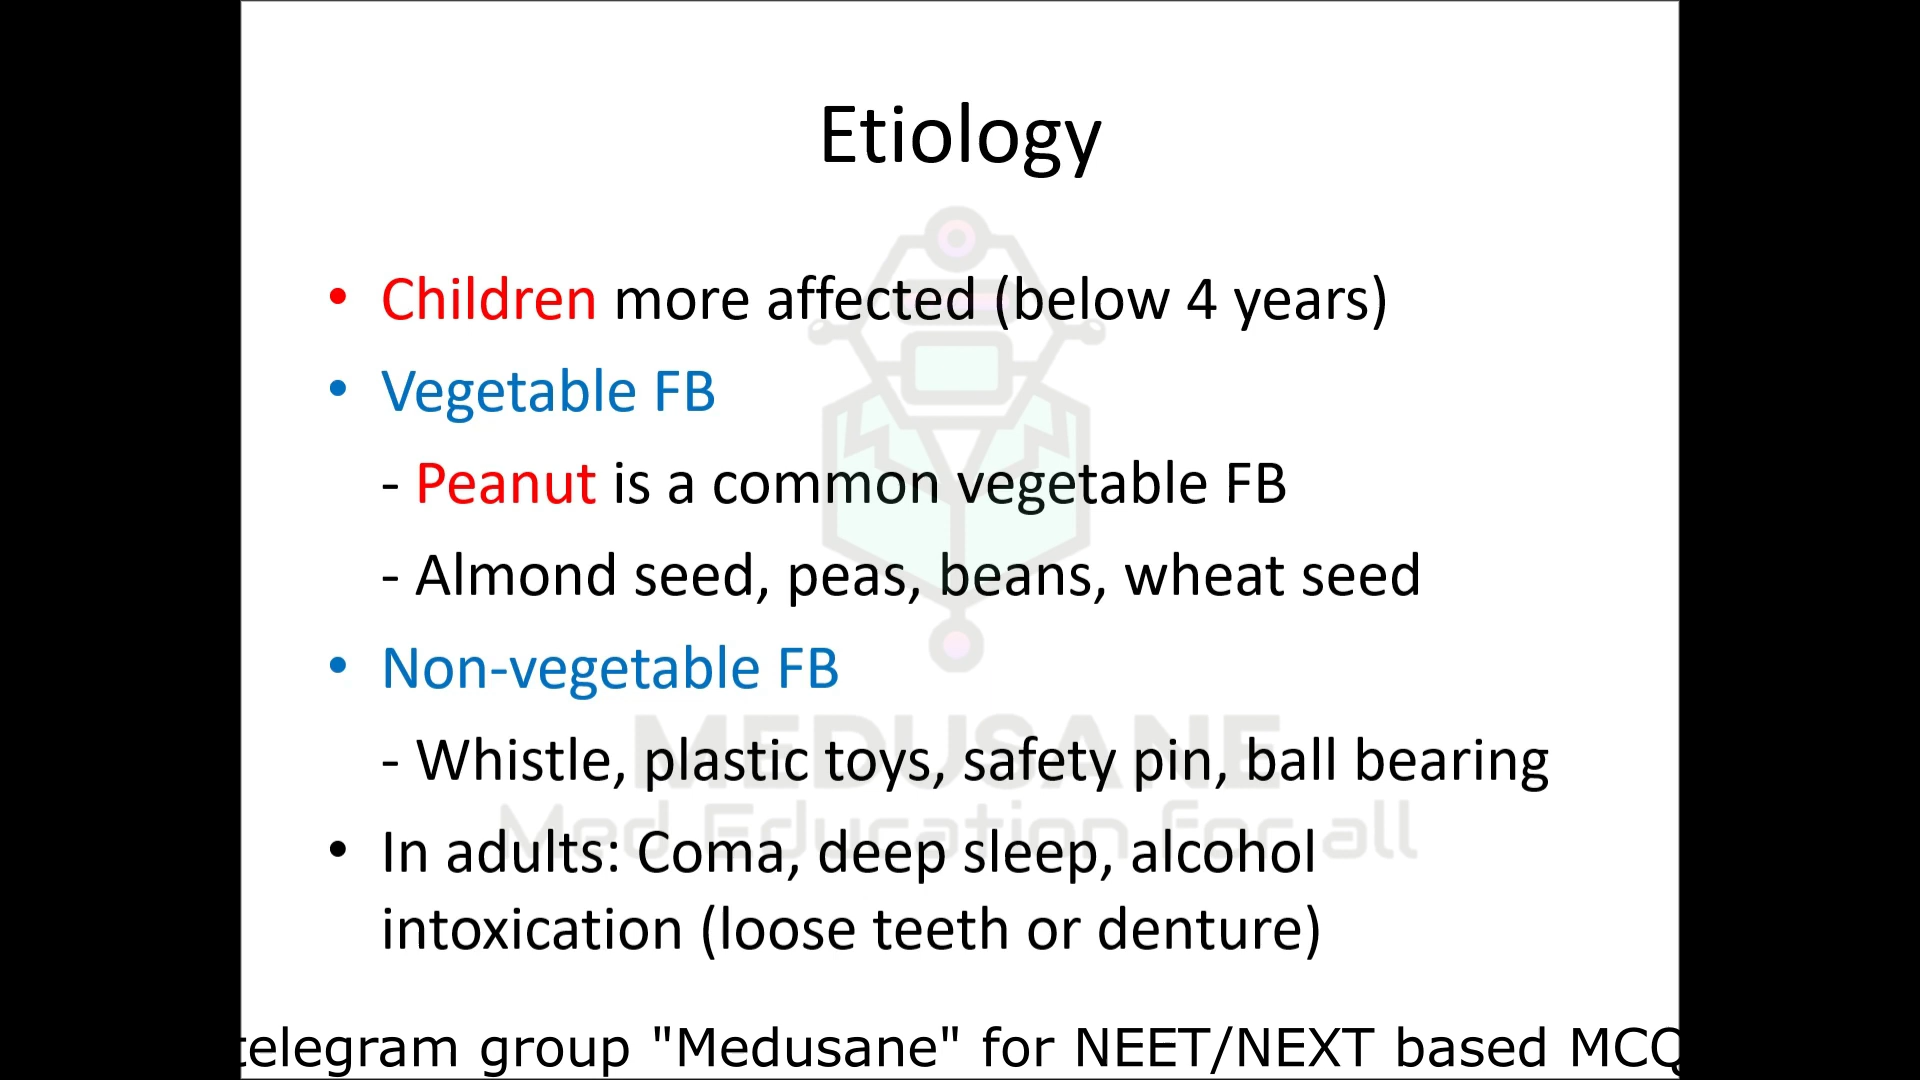 Etiology
• Children more affected (below 4 years)
• Vegetable FB
- Peanut is a common vegetable FB
- Almond seed, peas, beans, wheat seed
• Non-vegetable FB
- Whistle, plastic toys, safety pin, ball bearing
MEDUSANE
Med Education for all
• In adults: Coma, deep sleep, alcohol
intoxication (loose teeth or denture)
telegram group "Medusane" for NEET/NEXT based MCQ